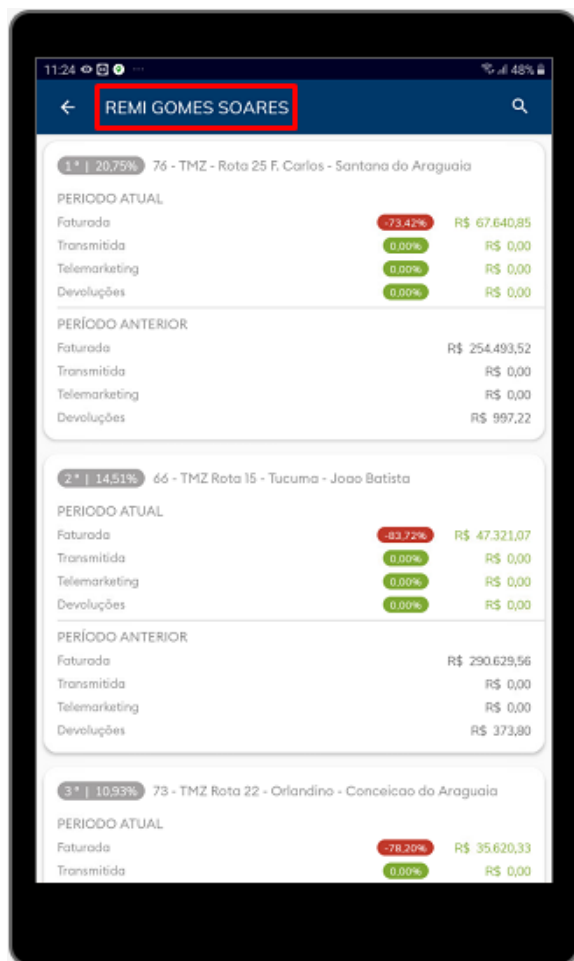 11:24
48%
REMI GOMES SOARES
1 º | 20,75% 76 - TMZ - Rota 25 F. Carlos - Santana do Araguaia
PERIODO ATUAL
Faturada -73,42% R$ 67.640,85
Transmitida 0,00% R$ 0,00
Telemarketing 0,00% R$ 0,00
Devoluções 0,00% R$ 0,00
PERÍODO ANTERIOR
Faturada R$ 254.493,52
Transmitida R$ 0,00
Telemarketing R$ 0,00
Devoluções R$ 997,22
2 º | 14,51% 66 - TMZ Rota 15 - Tucuma - Joao Batista
PERIODO ATUAL
Faturada -83,72% R$ 47.321,07
Transmitida 0,00% R$ 0,00
Telemarketing 0,00% R$ 0,00
Devoluções 0,00% R$ 0,00
PERÍODO ANTERIOR
Faturada R$ 290.629,56
Transmitida R$ 0,00
Telemarketing R$ 0,00
Devoluções R$ 373,80
3 º | 10,93% 73 - TMZ Rota 22 - Orlandino - Conceicao do Araguaia
PERIODO ATUAL
Faturada -78,20% R$ 35.620,33
Transmitida 0,00% R$ 0,00